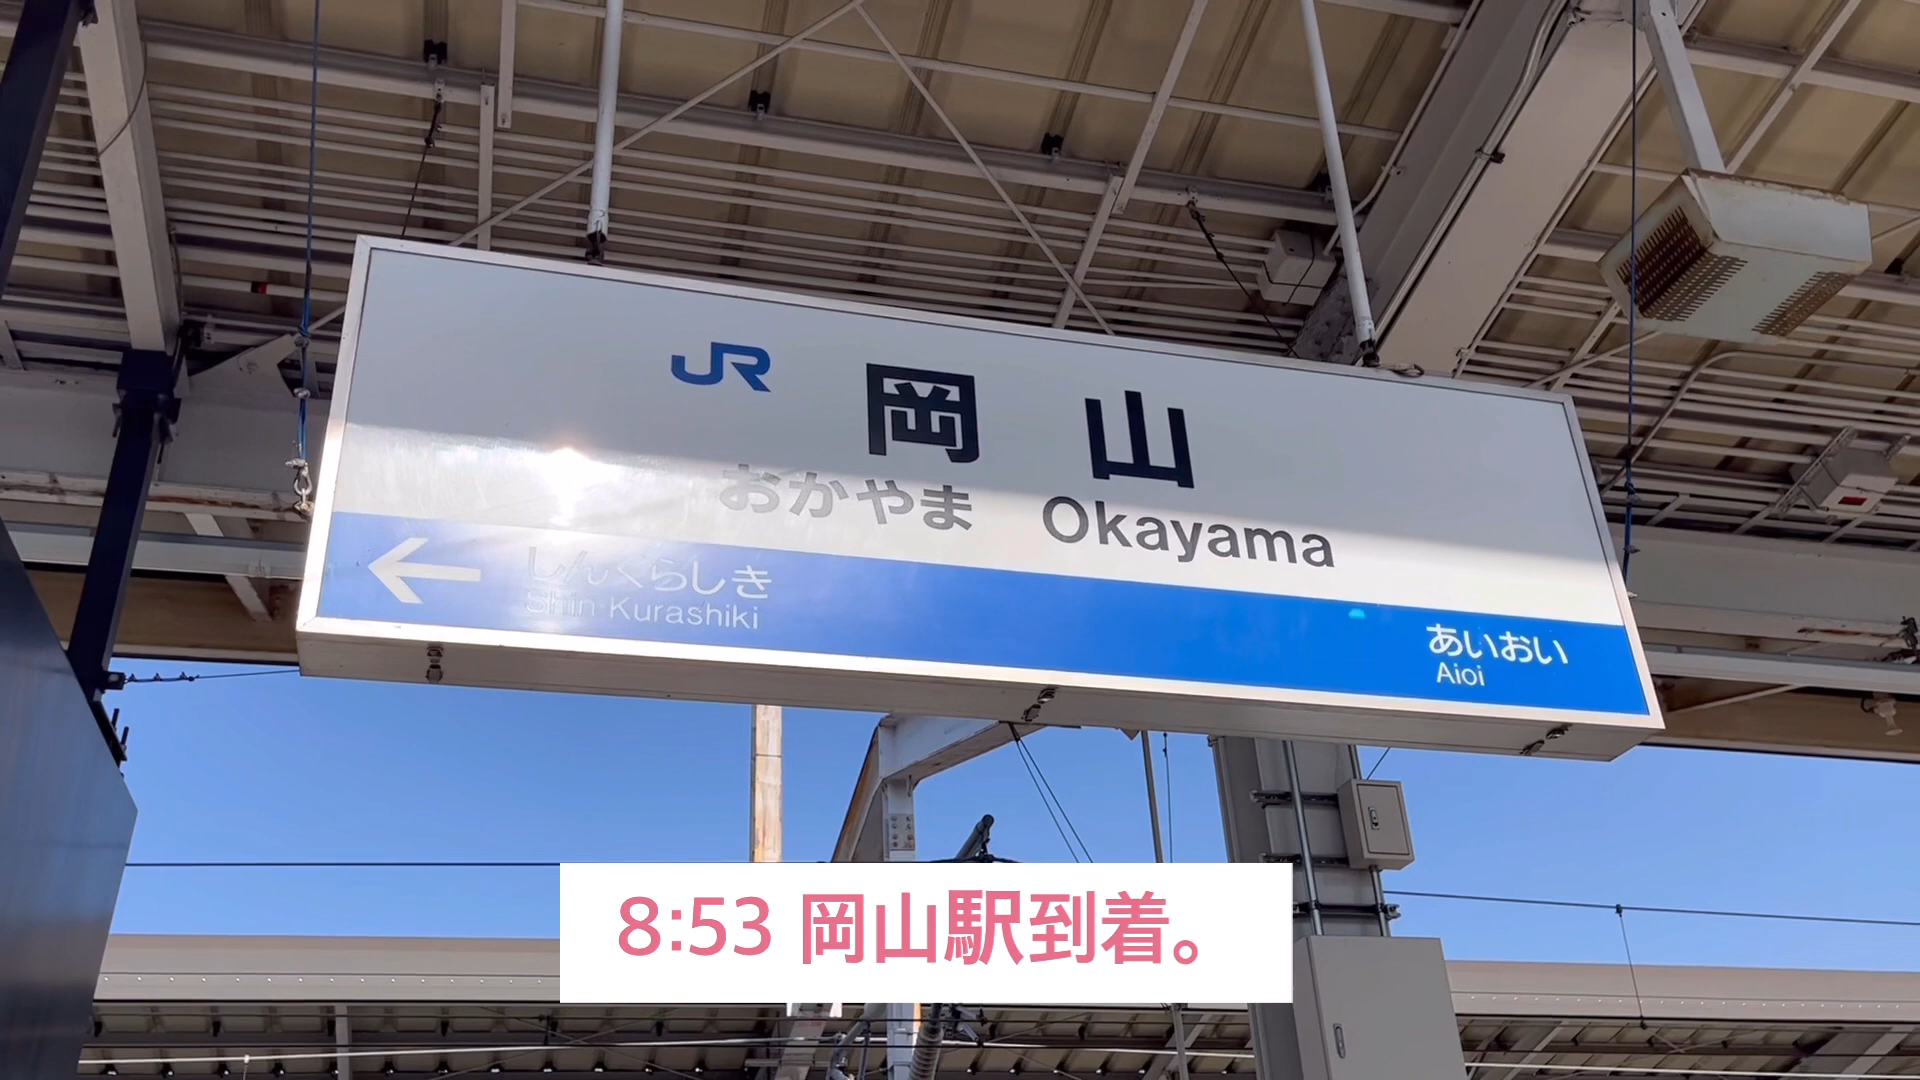 JR 岡山
おかやま Okayama
← しんくらしき
Shin-Kurashiki
あいおい
Aioi
8:53 岡山駅到着。